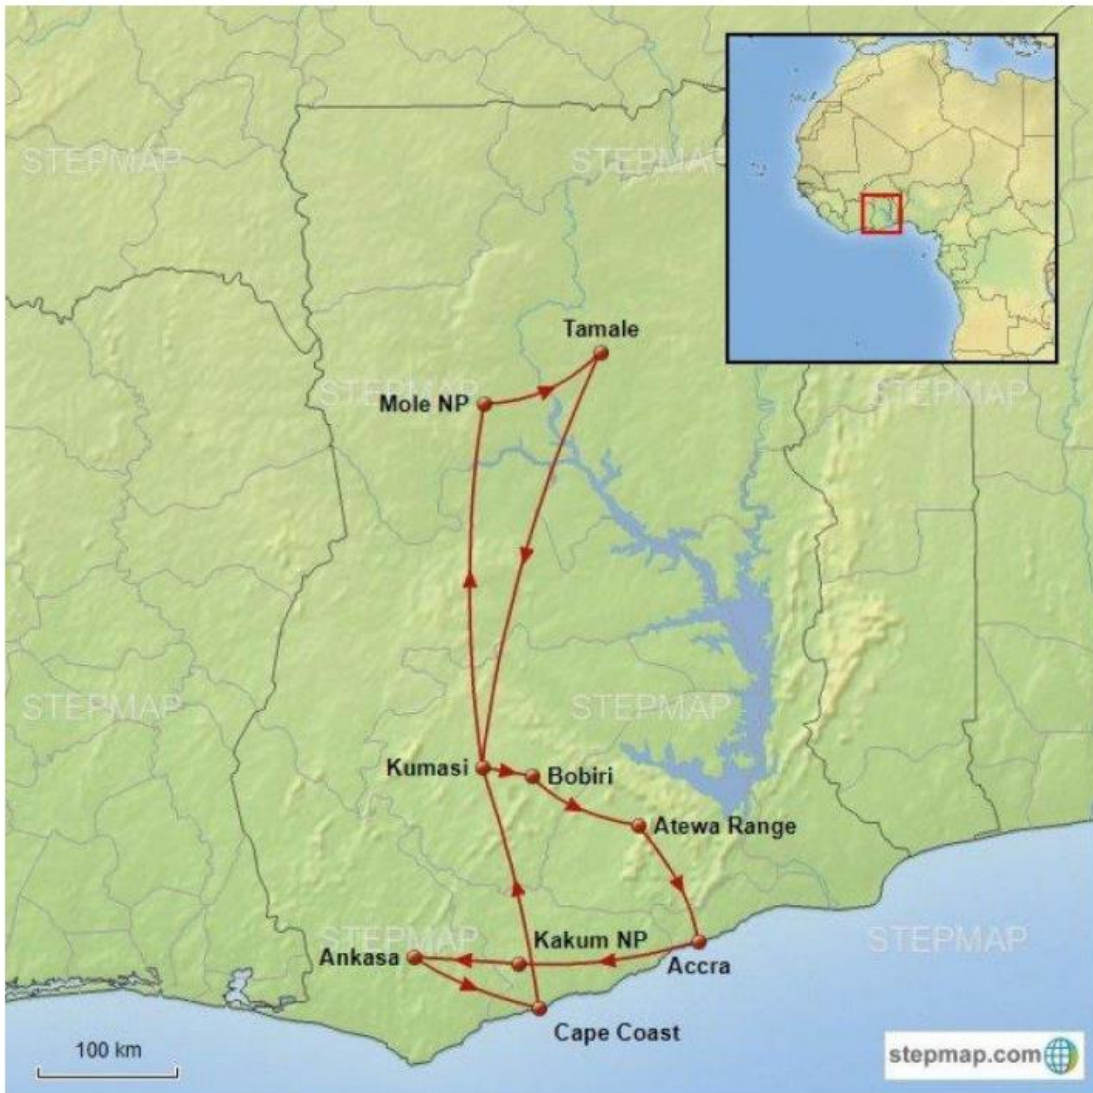 STEPMAP
STEPMAP
Tamale
Mole NP
STEPMAP
STEPMAP
STEPMAP
STEPMAP
Kumasi
Bobiri
Atewa Range
Kakum NP
STEPMAP
STEPMAP
Ankasa
Accra
Cape Coast
100 km
stepmap.com